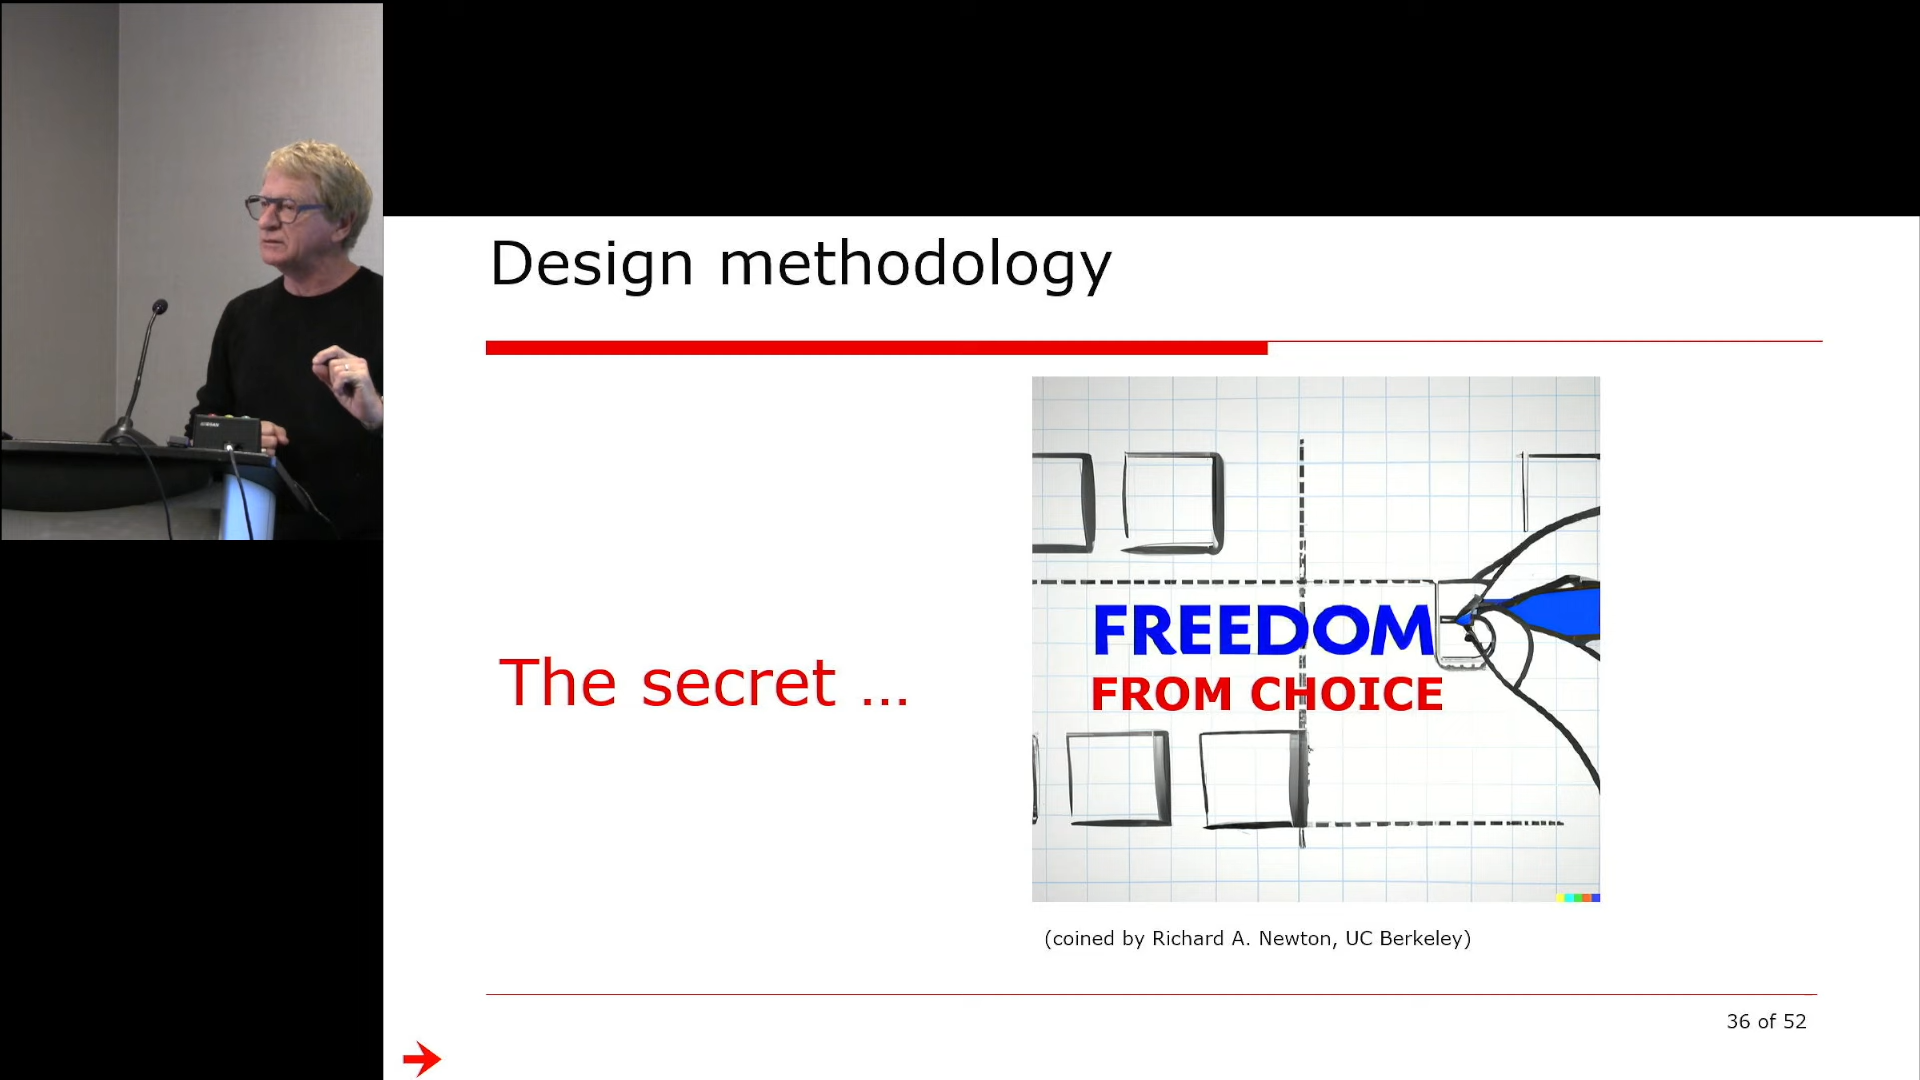 Design methodology
The secret ...
FREEDOM
FROM CHOICE
(coined by Richard A. Newton, UC Berkeley)
36 of 52